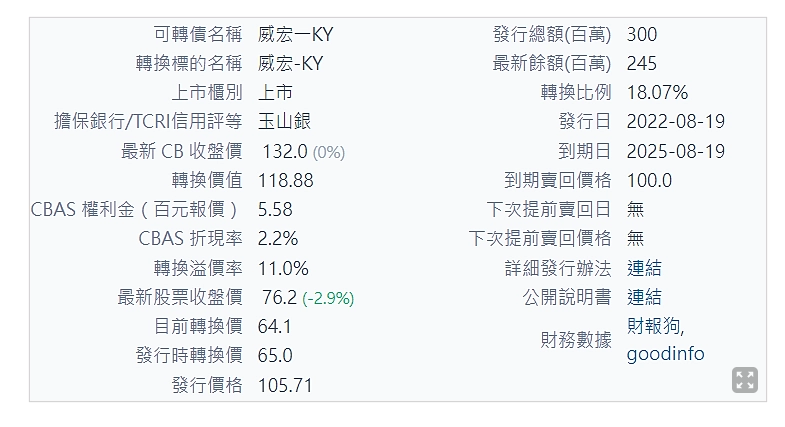 可轉債名稱 威宏一KY 發行總額(百萬) 300
轉換標的名稱 威宏-KY 最新餘額(百萬) 245
上市櫃別 上市 轉換比例 18.07%
擔保銀行/TCRI信用評等 玉山銀 發行日 2022-08-19
最新 CB 收盤價 132.0 (0%) 到期日 2025-08-19
轉換價值 118.88 到期賣回價格 100.0
CBAS 權利金 ( 百元報價 ) 5.58 下次提前賣回日 無
CBAS 折現率 2.2% 下次提前賣回價格 無
轉換溢價率 11.0% 詳細發行辦法 連結
最新股票收盤價 76.2 (-2.9%) 公開說明書 連結
目前轉換價 64.1 財務數據 財報狗,
發行時轉換價 65.0 goodinfo
發行價格 105.71